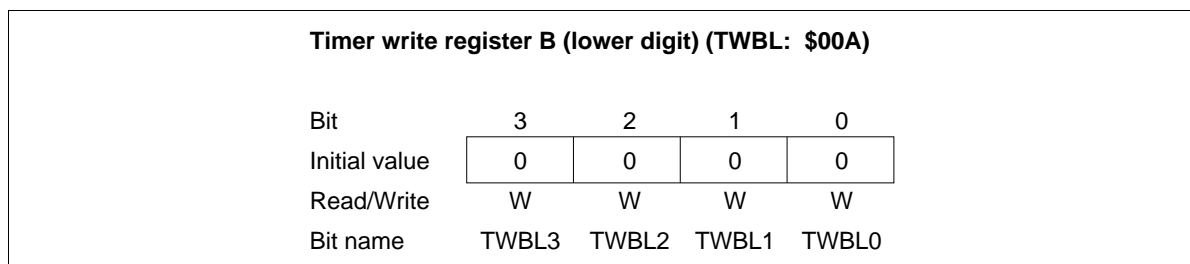 Timer write register B (lower digit) (TWBL: $00A)
Bit 3 2 1 0
Initial value 0 0 0 0
Read/Write W W W W
Bit name TWBL3 TWBL2 TWBL1 TWBL0